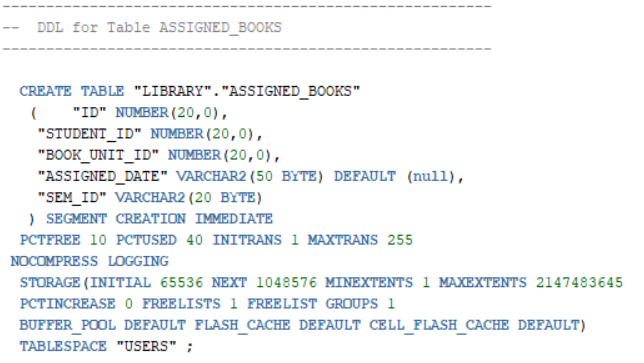 --------------------------------------------------------
--  DDL for Table ASSIGNED_BOOKS
--------------------------------------------------------
CREATE TABLE "LIBRARY"."ASSIGNED_BOOKS"
(    "ID" NUMBER(20,0),
"STUDENT_ID" NUMBER(20,0),
"BOOK_UNIT_ID" NUMBER(20,0),
"ASSIGNED_DATE" VARCHAR2(50 BYTE) DEFAULT (null),
"SEM_ID" VARCHAR2(20 BYTE)
) SEGMENT CREATION IMMEDIATE
PCTFREE 10 PCTUSED 40 INITRANS 1 MAXTRANS 255
NOCOMPRESS LOGGING
STORAGE(INITIAL 65536 NEXT 1048576 MINEXTENTS 1 MAXEXTENTS 2147483645
PCTINCREASE 0 FREELISTS 1 FREELIST GROUPS 1
BUFFER_POOL DEFAULT FLASH_CACHE DEFAULT CELL_FLASH_CACHE DEFAULT)
TABLESPACE "USERS" ;